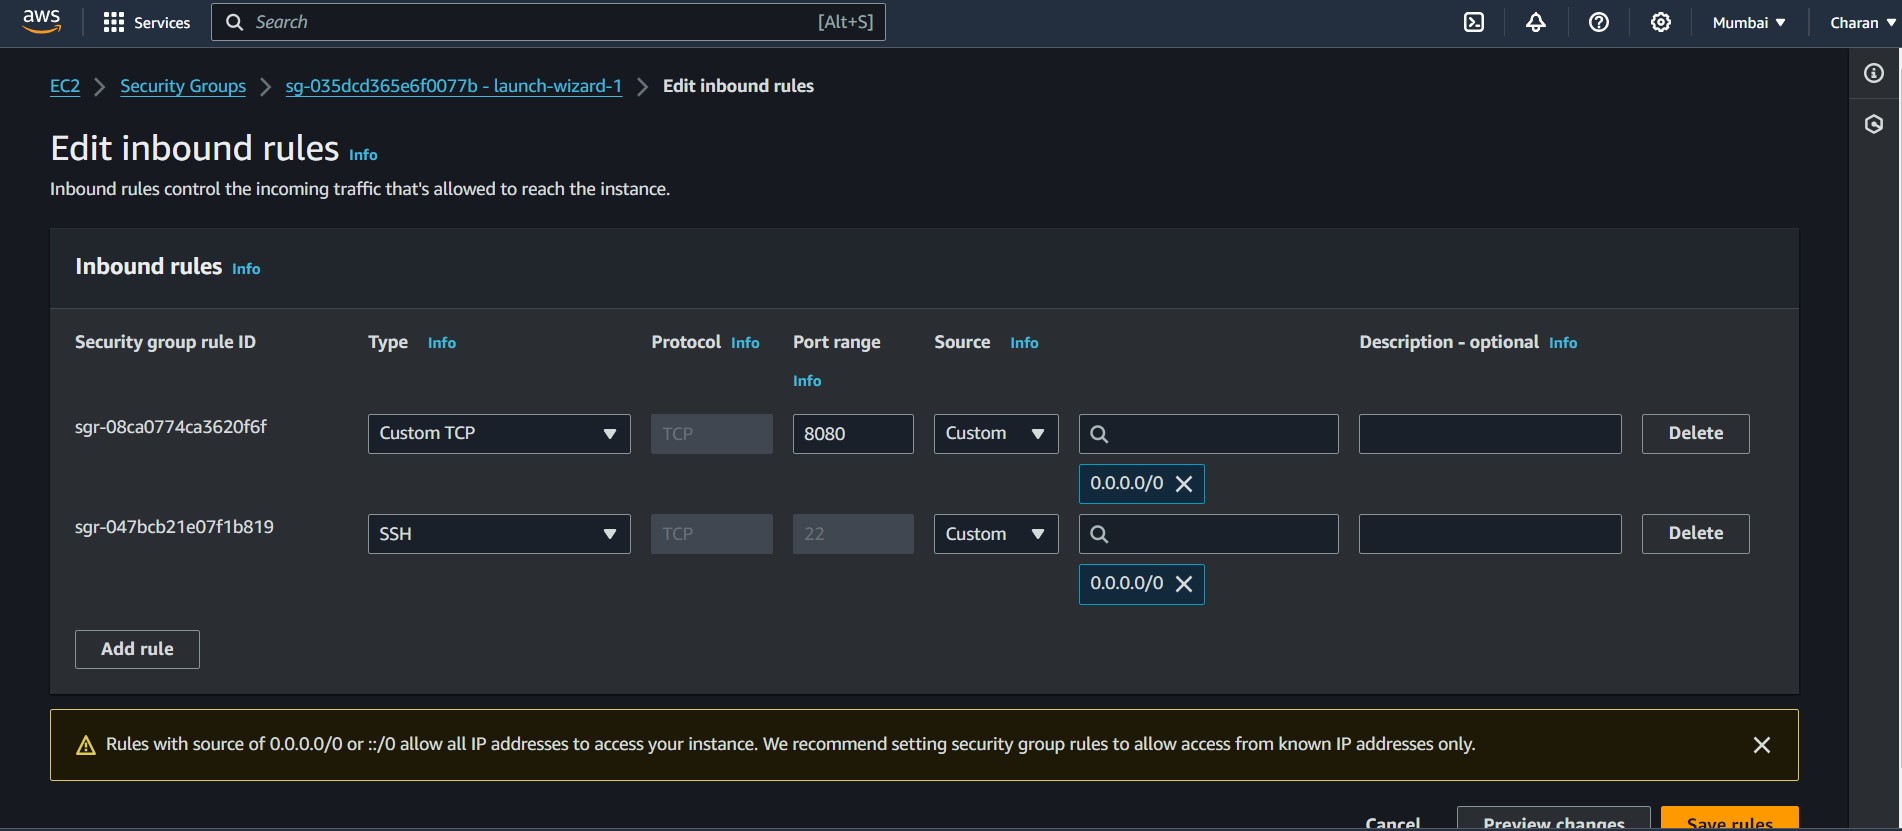 aws
Services
Search [Alt+S]
Mumbai
Charan
EC2
Security Groups
sg-035dcd365e6f0077b - launch-wizard-1
Edit inbound rules
Edit inbound rules Info
Inbound rules control the incoming traffic that's allowed to reach the instance.
Inbound rules Info
Security group rule ID
Type Info
Protocol Info
Port range
Info
Source Info
Description - optional Info
sgr-08ca0774ca3620f6f
Custom TCP
TCP
8080
Custom
Delete
0.0.0.0/0
sgr-047bcb21e07f1b819
SSH
TCP
22
Custom
Delete
0.0.0.0/0
Add rule
Rules with source of 0.0.0.0/0 or ::/0 allow all IP addresses to access your instance. We recommend setting security group rules to allow access from known IP addresses only.
Cancel
Preview changes
Save rules